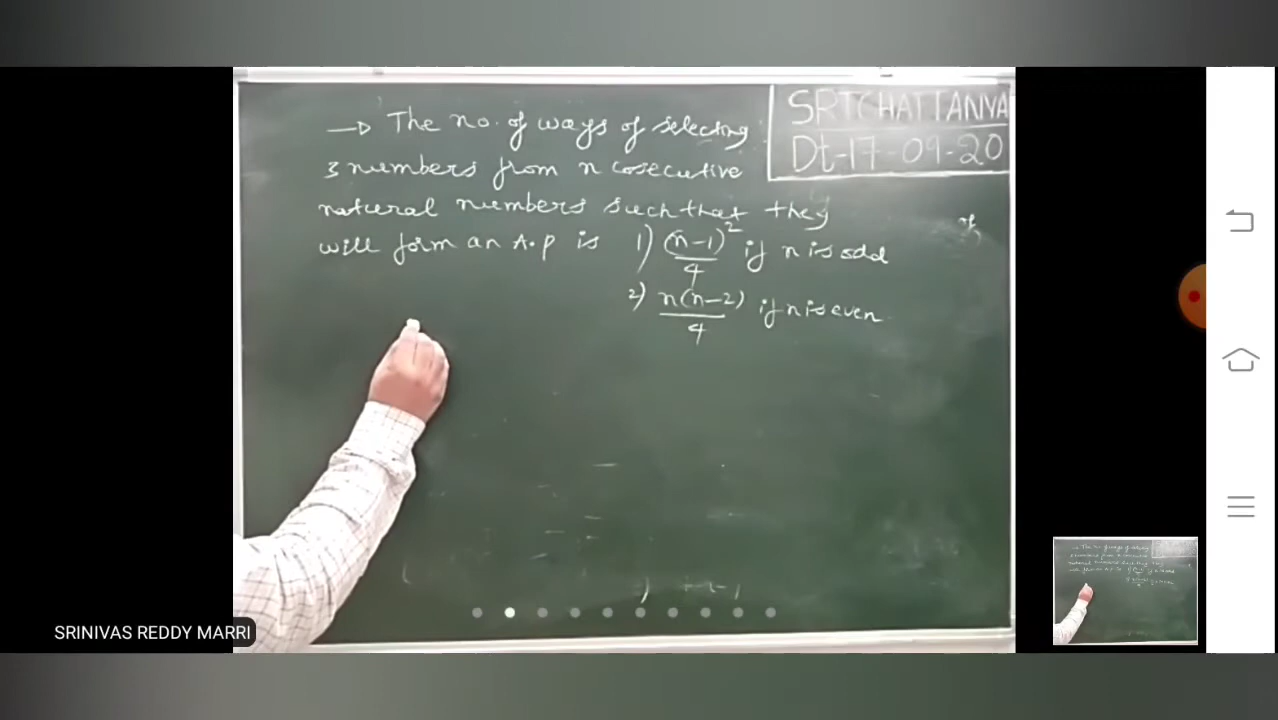 → The no. of ways of selecting
3 numbers from n cosecutive
natural numbers such that they
will form an A.P is 1) (n-1)²/4 if n is odd
2) n(n-2)/4 if n is even
SRI CHAITANYA
Dt-17-09-20
SRINIVAS REDDY MARRI